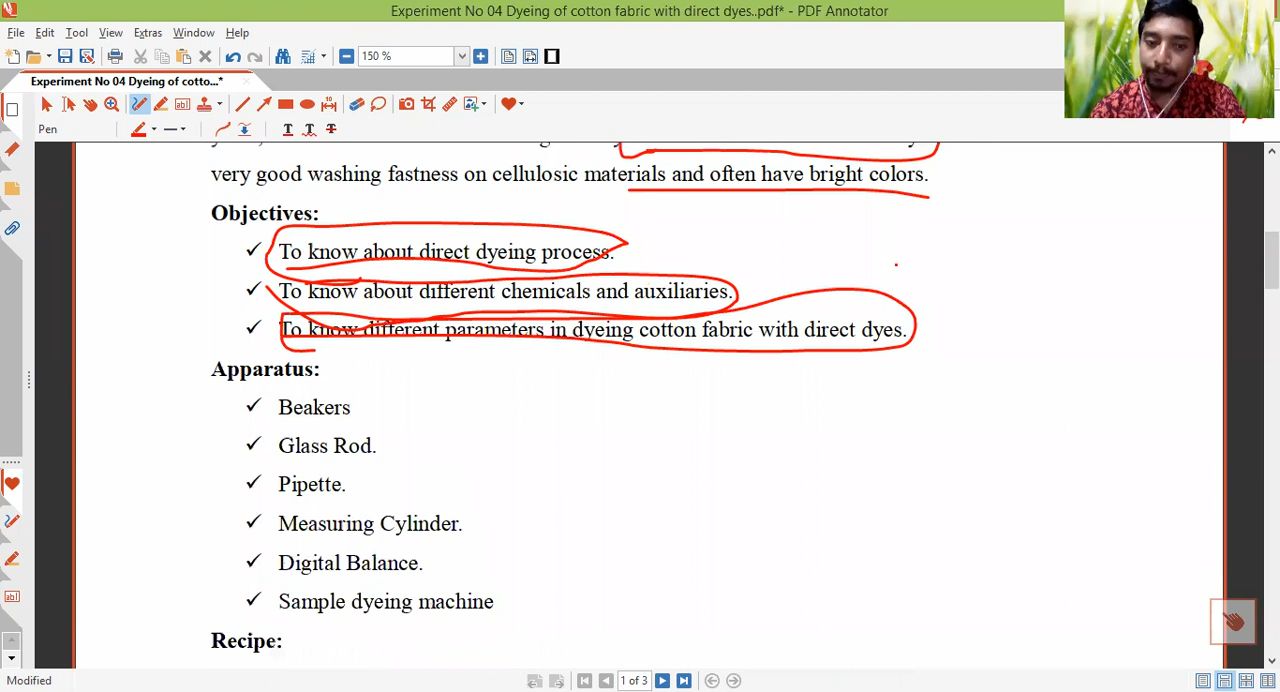 Experiment No 04 Dyeing of cotton fabric with direct dyes..pdf* - PDF Annotator
File Edit Tool View Extras Window Help
150 %
Experiment No 04 Dyeing of cotto...*
Pen
very good washing fastness on cellulosic materials and often have bright colors.
Objectives:
✓ To know about direct dyeing process.
✓ To know about different chemicals and auxiliaries.
✓ To know different parameters in dyeing cotton fabric with direct dyes.
Apparatus:
✓ Beakers
✓ Glass Rod.
✓ Pipette.
✓ Measuring Cylinder.
✓ Digital Balance.
✓ Sample dyeing machine
Recipe:
Modified
1 of 3